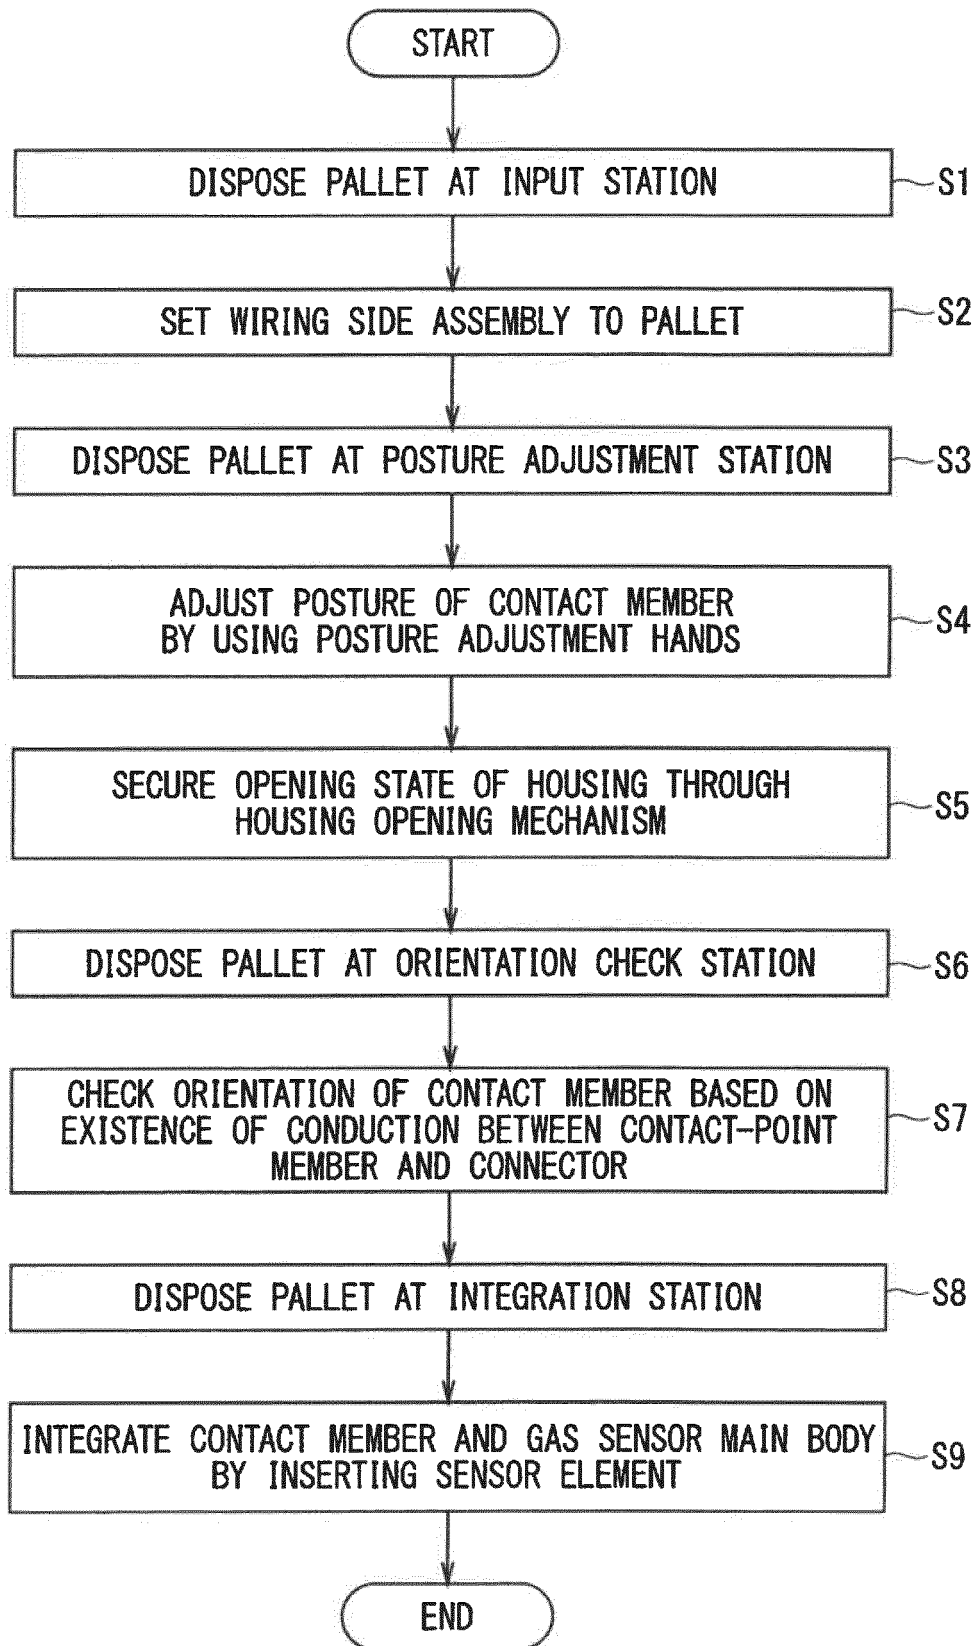 START
DISPOSE PALLET AT INPUT STATION
S1
SET WIRING SIDE ASSEMBLY TO PALLET
S2
DISPOSE PALLET AT POSTURE ADJUSTMENT STATION
S3
ADJUST POSTURE OF CONTACT MEMBER
BY USING POSTURE ADJUSTMENT HANDS
S4
SECURE OPENING STATE OF HOUSING THROUGH
HOUSING OPENING MECHANISM
S5
DISPOSE PALLET AT ORIENTATION CHECK STATION
S6
CHECK ORIENTATION OF CONTACT MEMBER BASED ON
EXISTENCE OF CONDUCTION BETWEEN CONTACT-POINT
MEMBER AND CONNECTOR
S7
DISPOSE PALLET AT INTEGRATION STATION
S8
INTEGRATE CONTACT MEMBER AND GAS SENSOR MAIN BODY
BY INSERTING SENSOR ELEMENT
S9
END